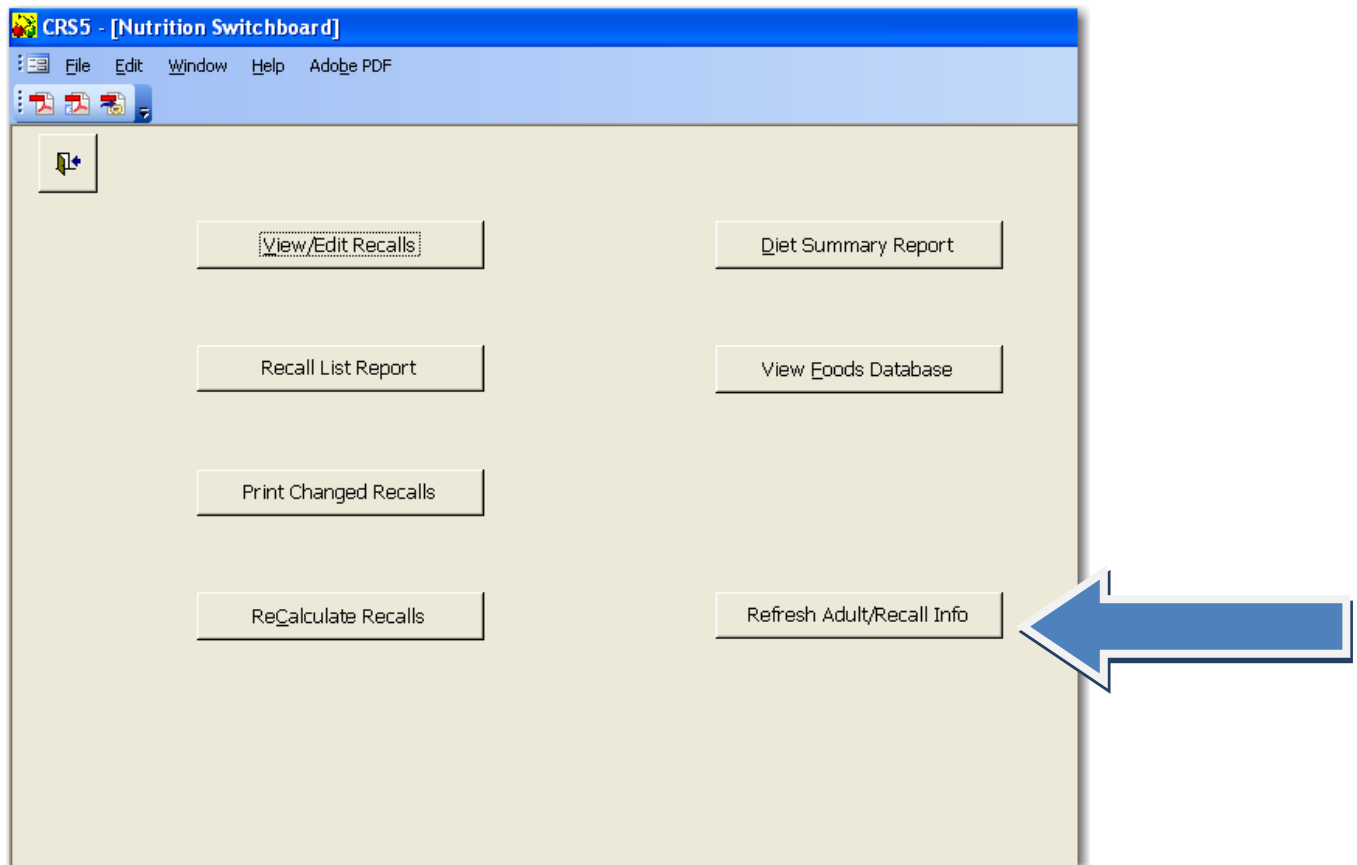 CRS5 - [Nutrition Switchboard]
File Edit Window Help Adobe PDF
View/Edit Recalls
Diet Summary Report
Recall List Report
View Foods Database
Print Changed Recalls
ReCalculate Recalls
Refresh Adult/Recall Info